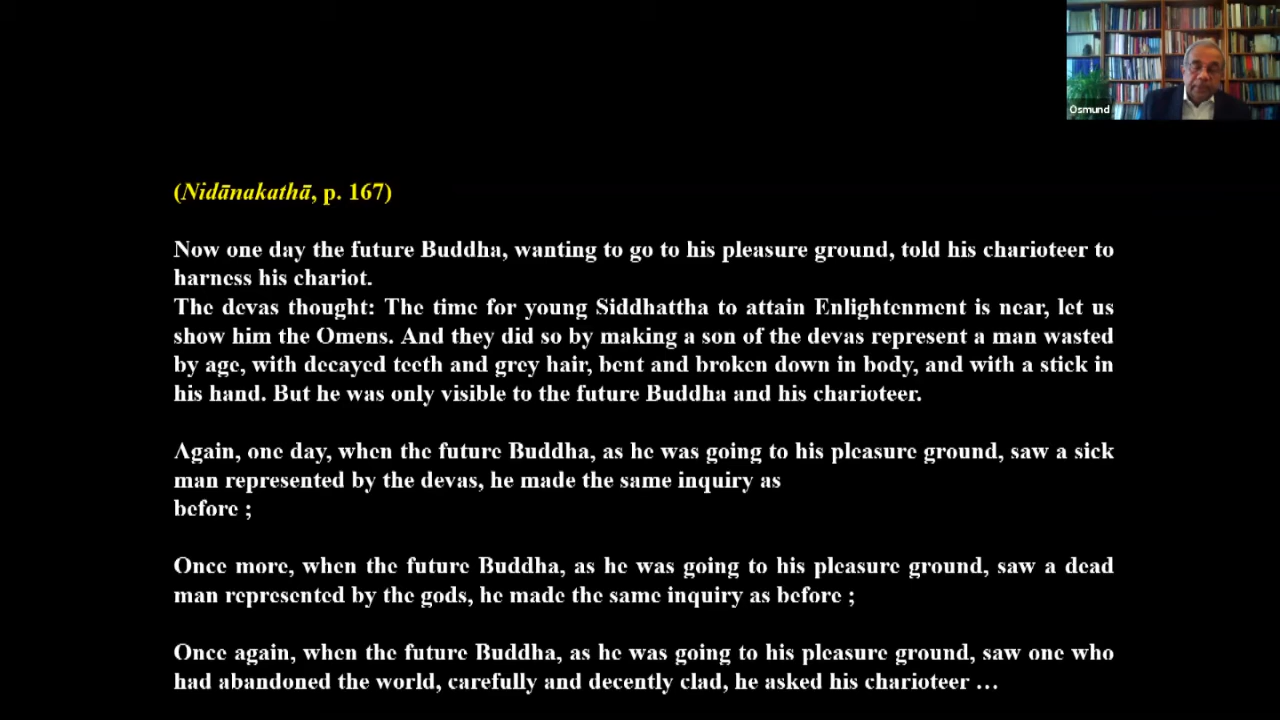 Osmund
(Nidānakathā, p. 167)
Now one day the future Buddha, wanting to go to his pleasure ground, told his charioteer to
harness his chariot.
The devas thought: The time for young Siddhattha to attain Enlightenment is near, let us
show him the Omens. And they did so by making a son of the devas represent a man wasted
by age, with decayed teeth and grey hair, bent and broken down in body, and with a stick in
his hand. But he was only visible to the future Buddha and his charioteer.
Again, one day, when the future Buddha, as he was going to his pleasure ground, saw a sick
man represented by the devas, he made the same inquiry as
before ;
Once more, when the future Buddha, as he was going to his pleasure ground, saw a dead
man represented by the gods, he made the same inquiry as before ;
Once again, when the future Buddha, as he was going to his pleasure ground, saw one who
had abandoned the world, carefully and decently clad, he asked his charioteer …